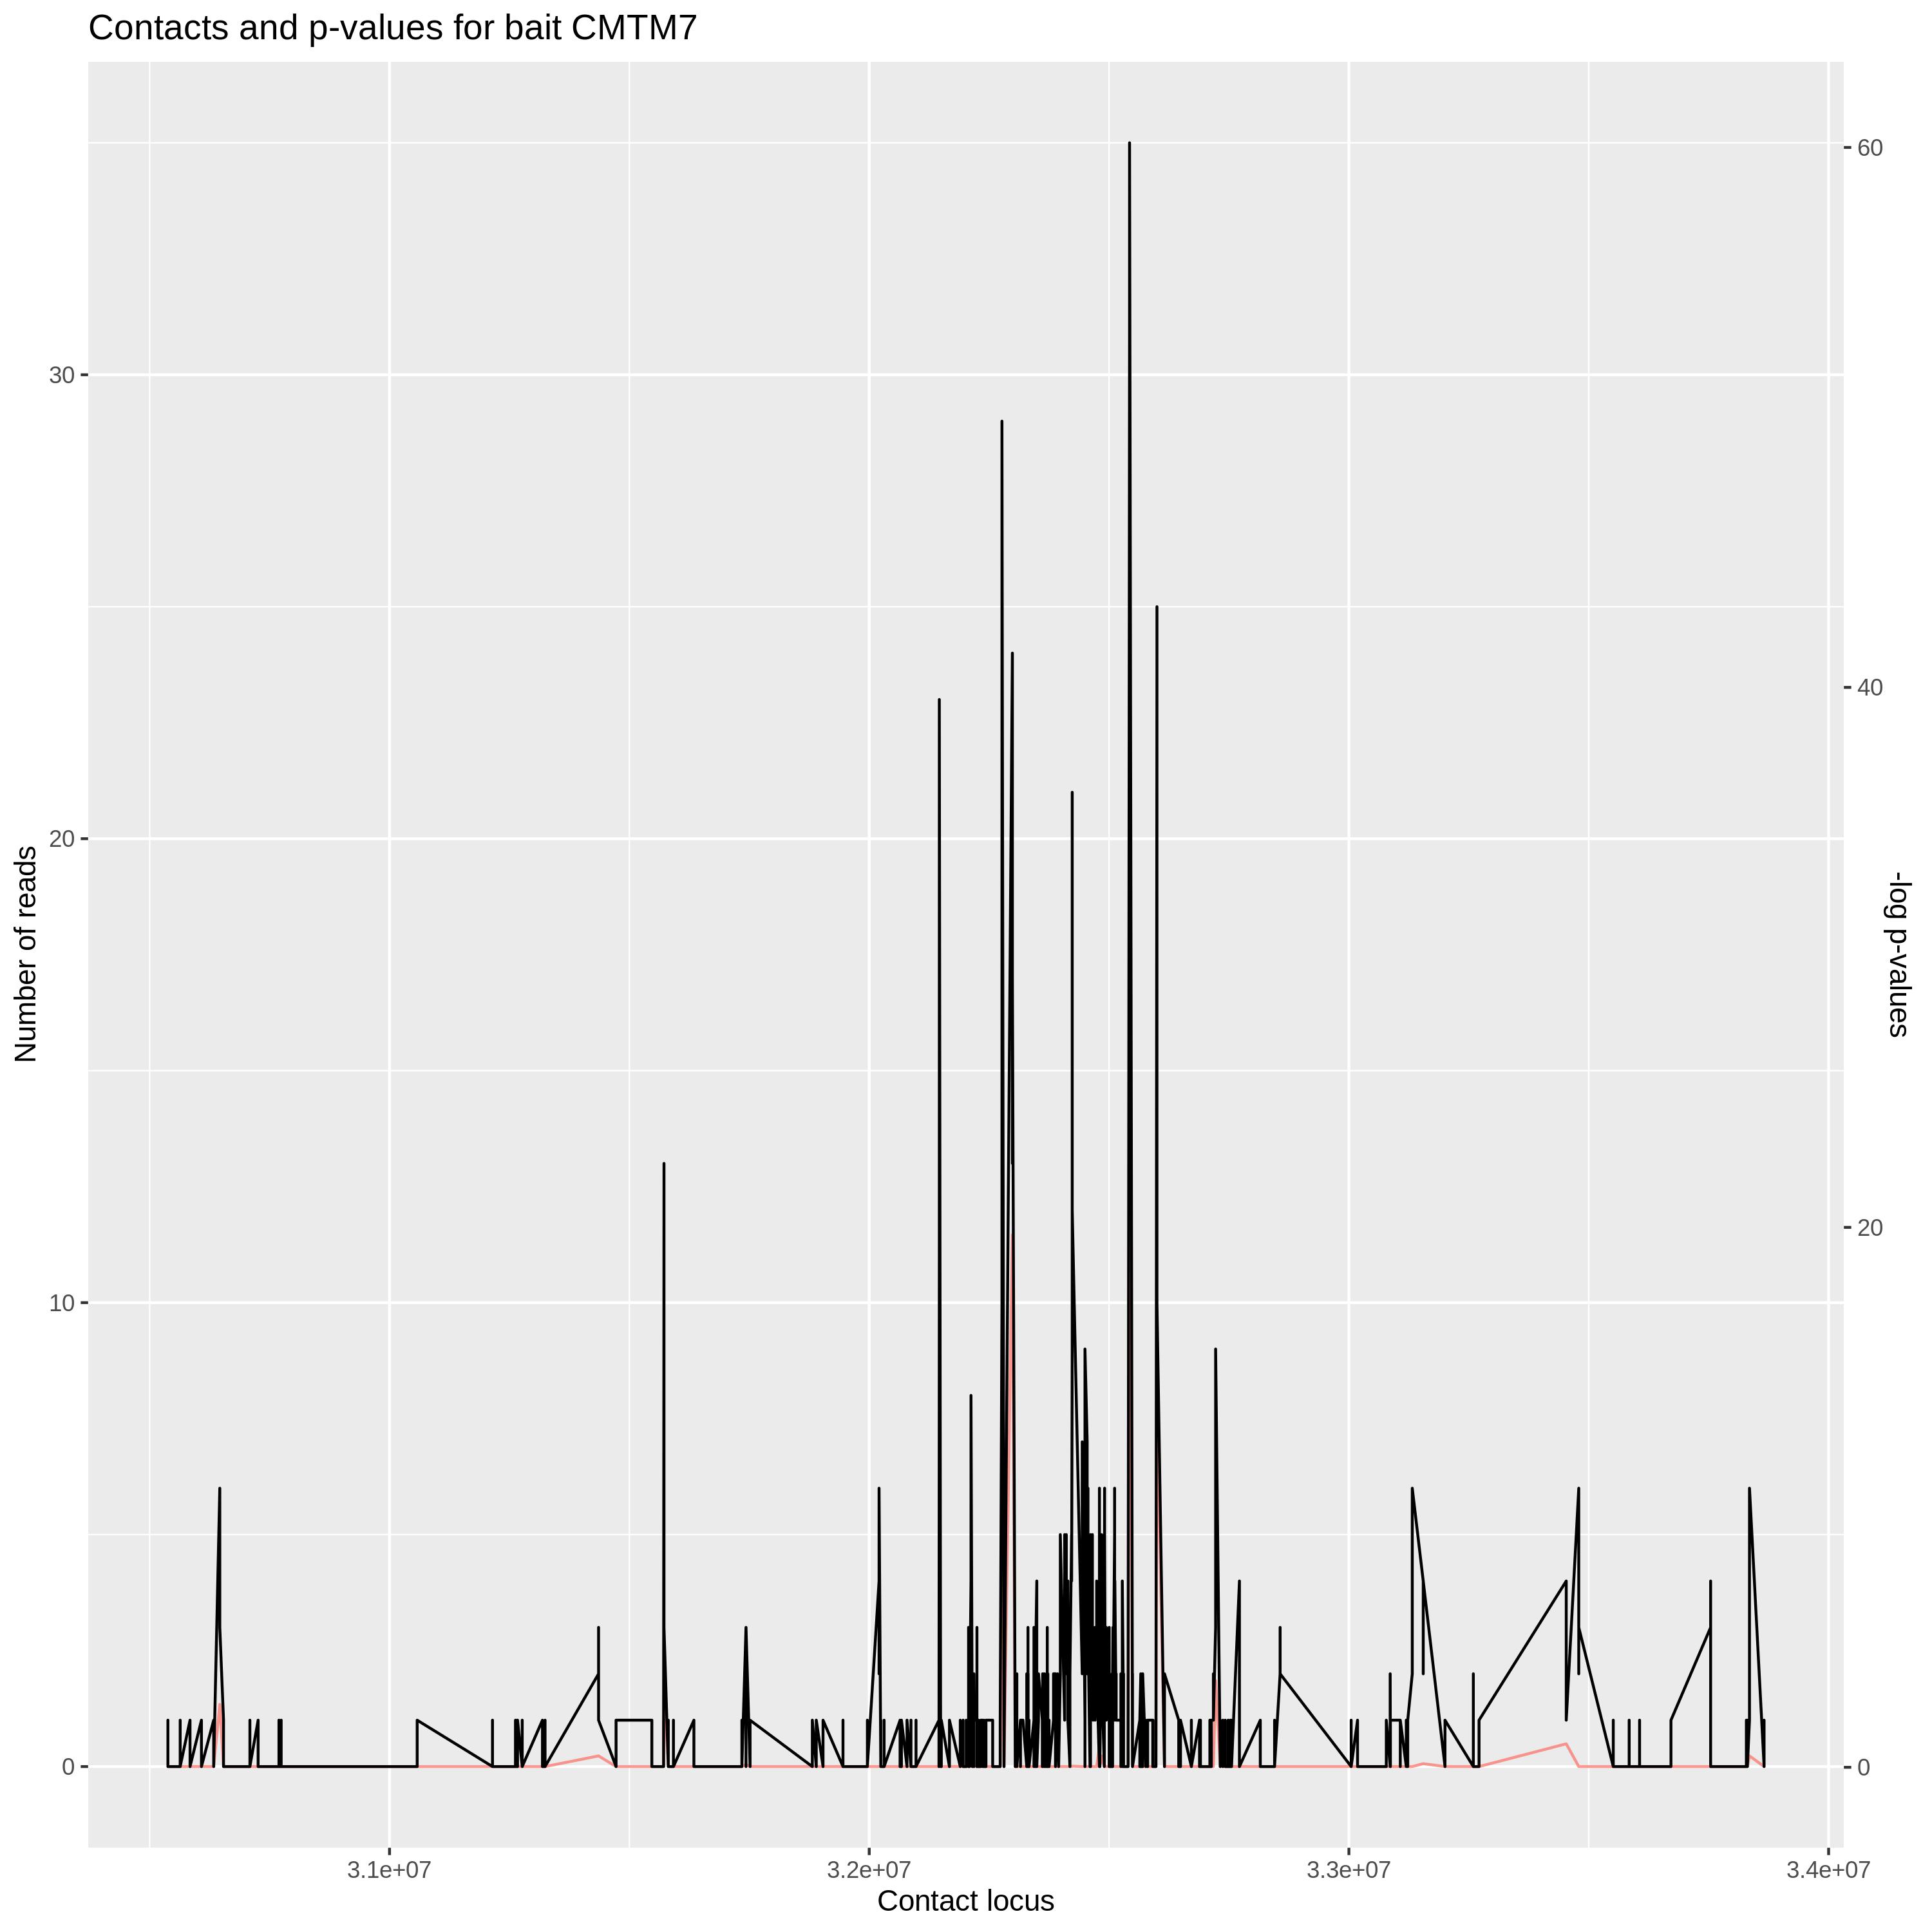 Contacts and p-values for bait CMTM7
Number of reads
30
20
10
0
60
40
20
0
-log p-values
3.1e+07
3.2e+07
3.3e+07
3.4e+07
Contact locus